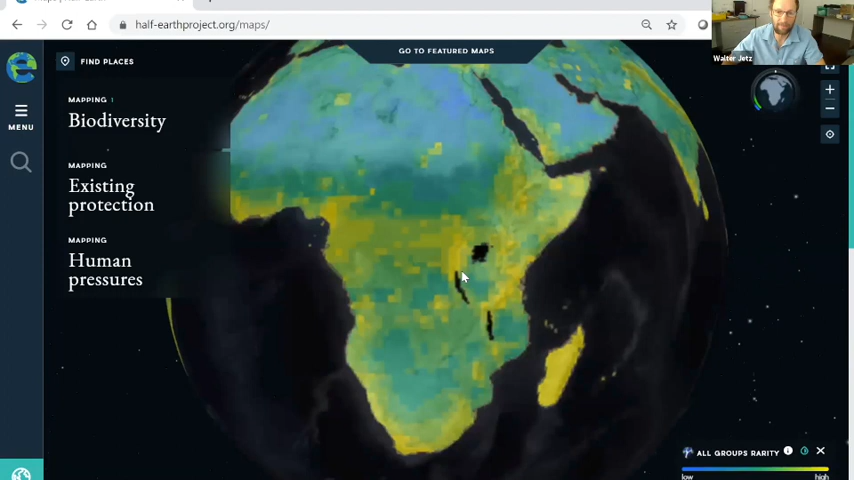 half-earthproject.org/maps/
Walter Jetz
GO TO FEATURED MAPS
FIND PLACES
MENU
MAPPING 1
Biodiversity
MAPPING
Existing
protection
MAPPING
Human
pressures
ALL GROUPS RARITY
low high